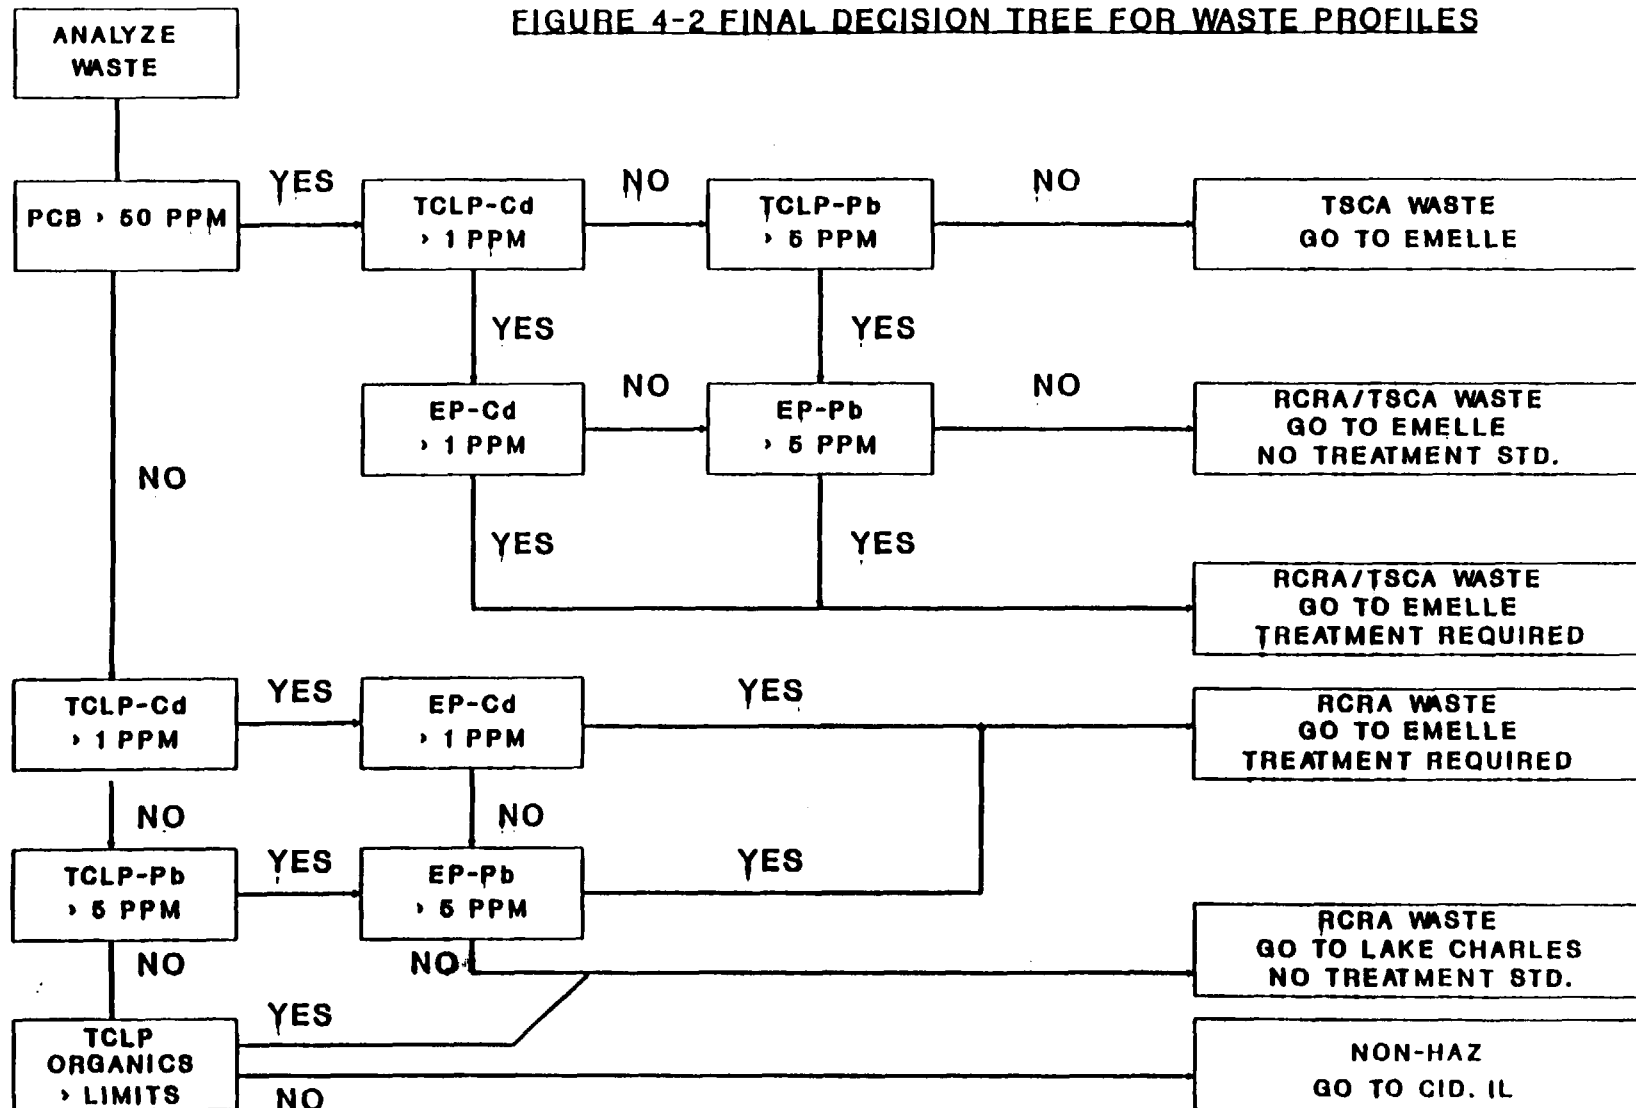 FIGURE 4-2 FINAL DECISION TREE FOR WASTE PROFILES
ANALYZE
WASTE
PCB > 50 PPM
YES
TCLP-Cd
> 1 PPM
NO
TCLP-Pb
> 5 PPM
NO
TSCA WASTE
GO TO EMELLE
YES
YES
EP-Cd
> 1 PPM
NO
EP-Pb
> 5 PPM
NO
RCRA/TSCA WASTE
GO TO EMELLE
NO TREATMENT STD.
NO
YES
YES
RCRA/TSCA WASTE
GO TO EMELLE
TREATMENT REQUIRED
TCLP-Cd
> 1 PPM
YES
EP-Cd
> 1 PPM
YES
RCRA WASTE
GO TO EMELLE
TREATMENT REQUIRED
NO
NO
TCLP-Pb
> 5 PPM
YES
EP-Pb
> 5 PPM
YES
NO
NO
RCRA WASTE
GO TO LAKE CHARLES
NO TREATMENT STD.
TCLP
ORGANICS
> LIMITS
YES
NO
NON-HAZ
GO TO CID. IL